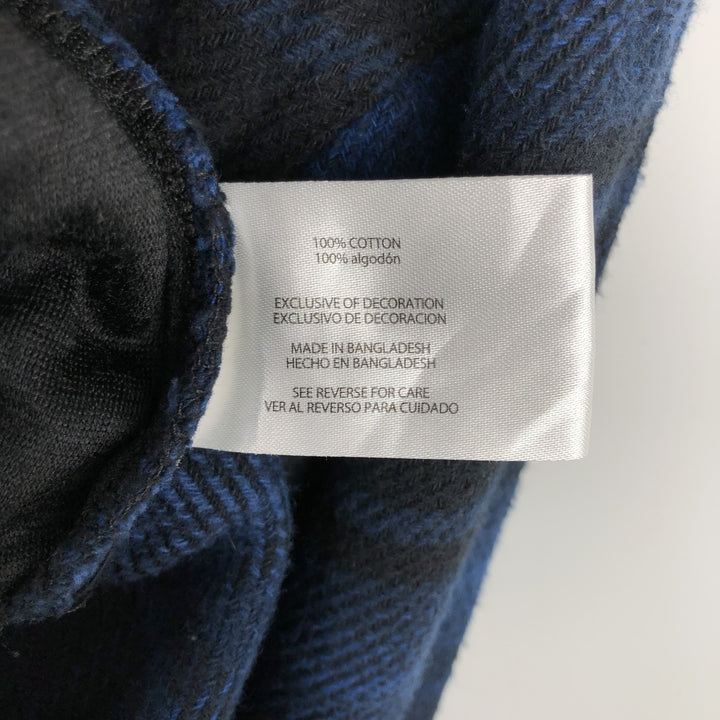 100% COTTON
100% algodón
EXCLUSIVE OF DECORATION
EXCLUSIVO DE DECORACION
MADE IN BANGLADESH
HECHO EN BANGLADESH
SEE REVERSE FOR CARE
VER AL REVERSO PARA CUIDADO